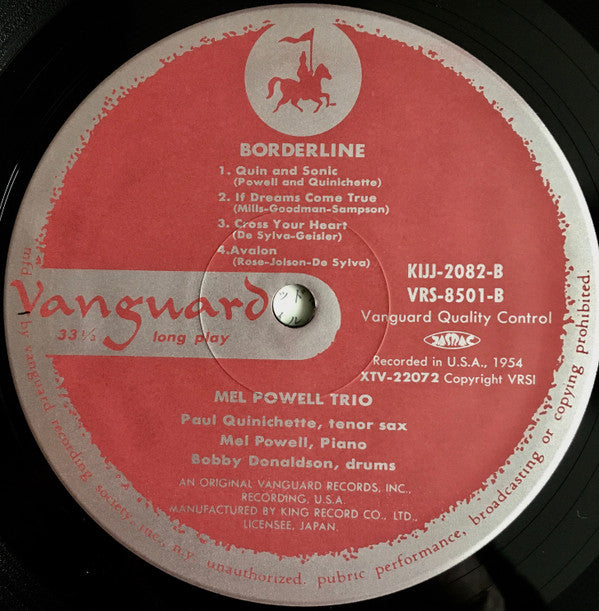 BORDERLINE
1. Quin and Sonic
(Powell and Quinichette)
2. If Dreams Come True
(Mills-Goodman-Sampson)
3. Cross Your Heart
(De Sylva-Geisler)
4.Avalon
(Rose-Jolson-De Sylva)
Vanguard
33 1/3 long play
KIJJ-2082-B
VRS-8501-B
Vanguard Quality Control
JASRAC
Recorded in U.S.A., 1954
XTV-22072 Copyright VRSI
MEL POWELL TRIO
Paul Quinichette, tenor sax
Mel Powell, Piano
Bobby Donaldson, drums
AN ORIGINAL VANGUARD RECORDS, INC.,
RECORDING, U.S.A.
MANUFACTURED BY KING RECORD CO., LTD.,
LICENSEE, JAPAN.
by vanguard recording society, inc., n.y. unauthorized. pubric performance, broadcasting or copying prohibited.